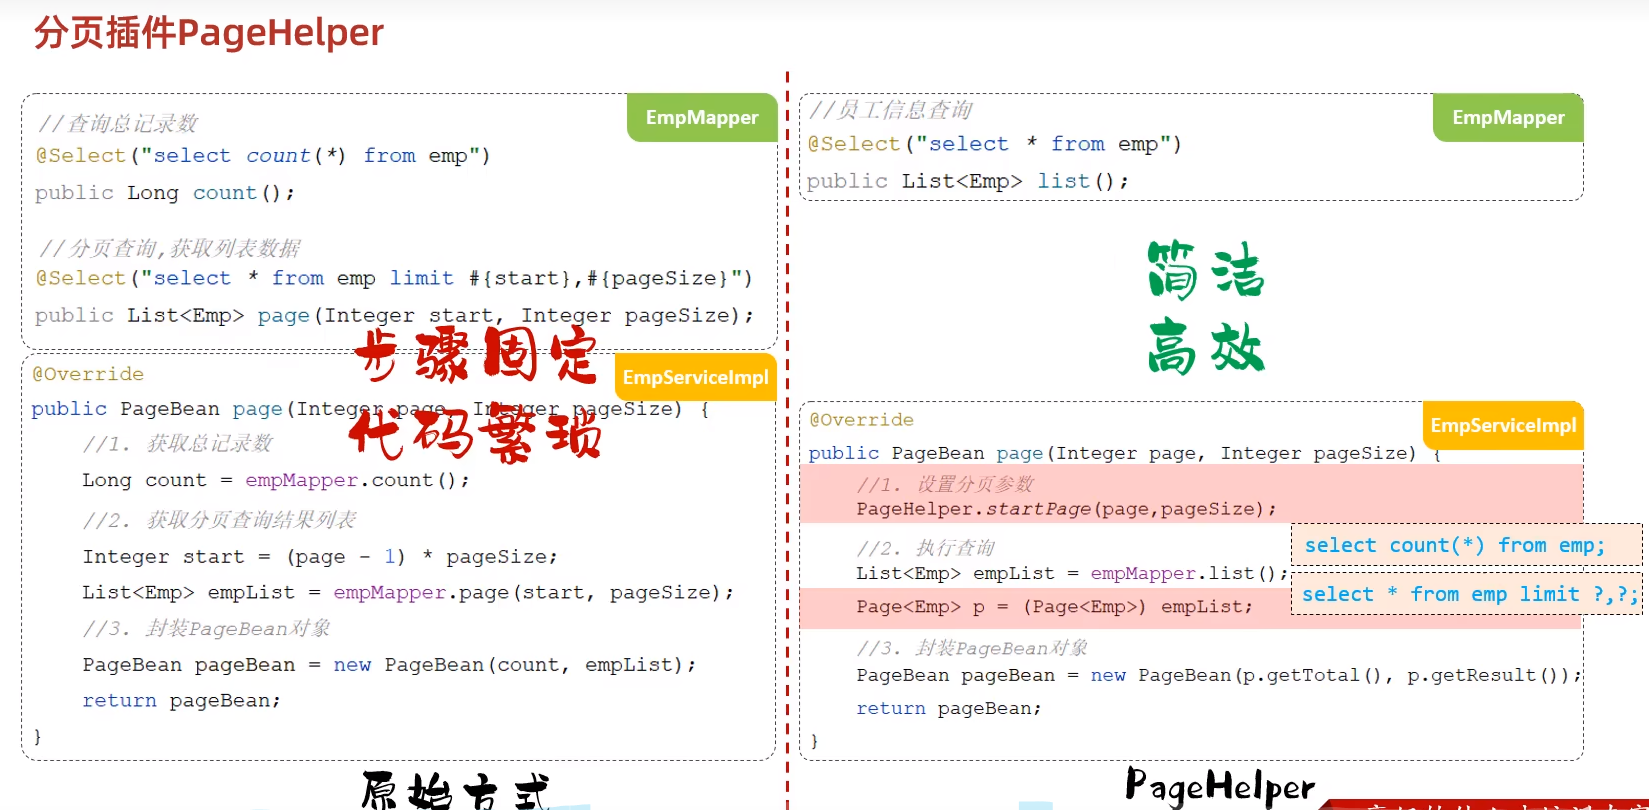 分页插件PageHelper
EmpMapper
//查询总记录数
@Select("select count(*) from emp")
public Long count();
//分页查询,获取列表数据
@Select("select * from emp limit #{start},#{pageSize}")
public List<Emp> page(Integer start, Integer pageSize);
步骤固定
代码繁琐
EmpServiceImpl
@Override
public PageBean page(Integer page, Integer pageSize) {
//1. 获取总记录数
Long count = empMapper.count();
//2. 获取分页查询结果列表
Integer start = (page - 1) * pageSize;
List<Emp> empList = empMapper.page(start, pageSize);
//3. 封装PageBean对象
PageBean pageBean = new PageBean(count, empList);
return pageBean;
}
原始方式
EmpMapper
//员工信息查询
@Select("select * from emp")
public List<Emp> list();
简洁
高效
EmpServiceImpl
@Override
public PageBean page(Integer page, Integer pageSize) {
//1. 设置分页参数
PageHelper.startPage(page,pageSize);
//2. 执行查询
List<Emp> empList = empMapper.list();
Page<Emp> p = (Page<Emp>) empList;
select count(*) from emp;
select * from emp limit ?,?;
//3. 封装PageBean对象
PageBean pageBean = new PageBean(p.getTotal(), p.getResult());
return pageBean;
}
PageHelper